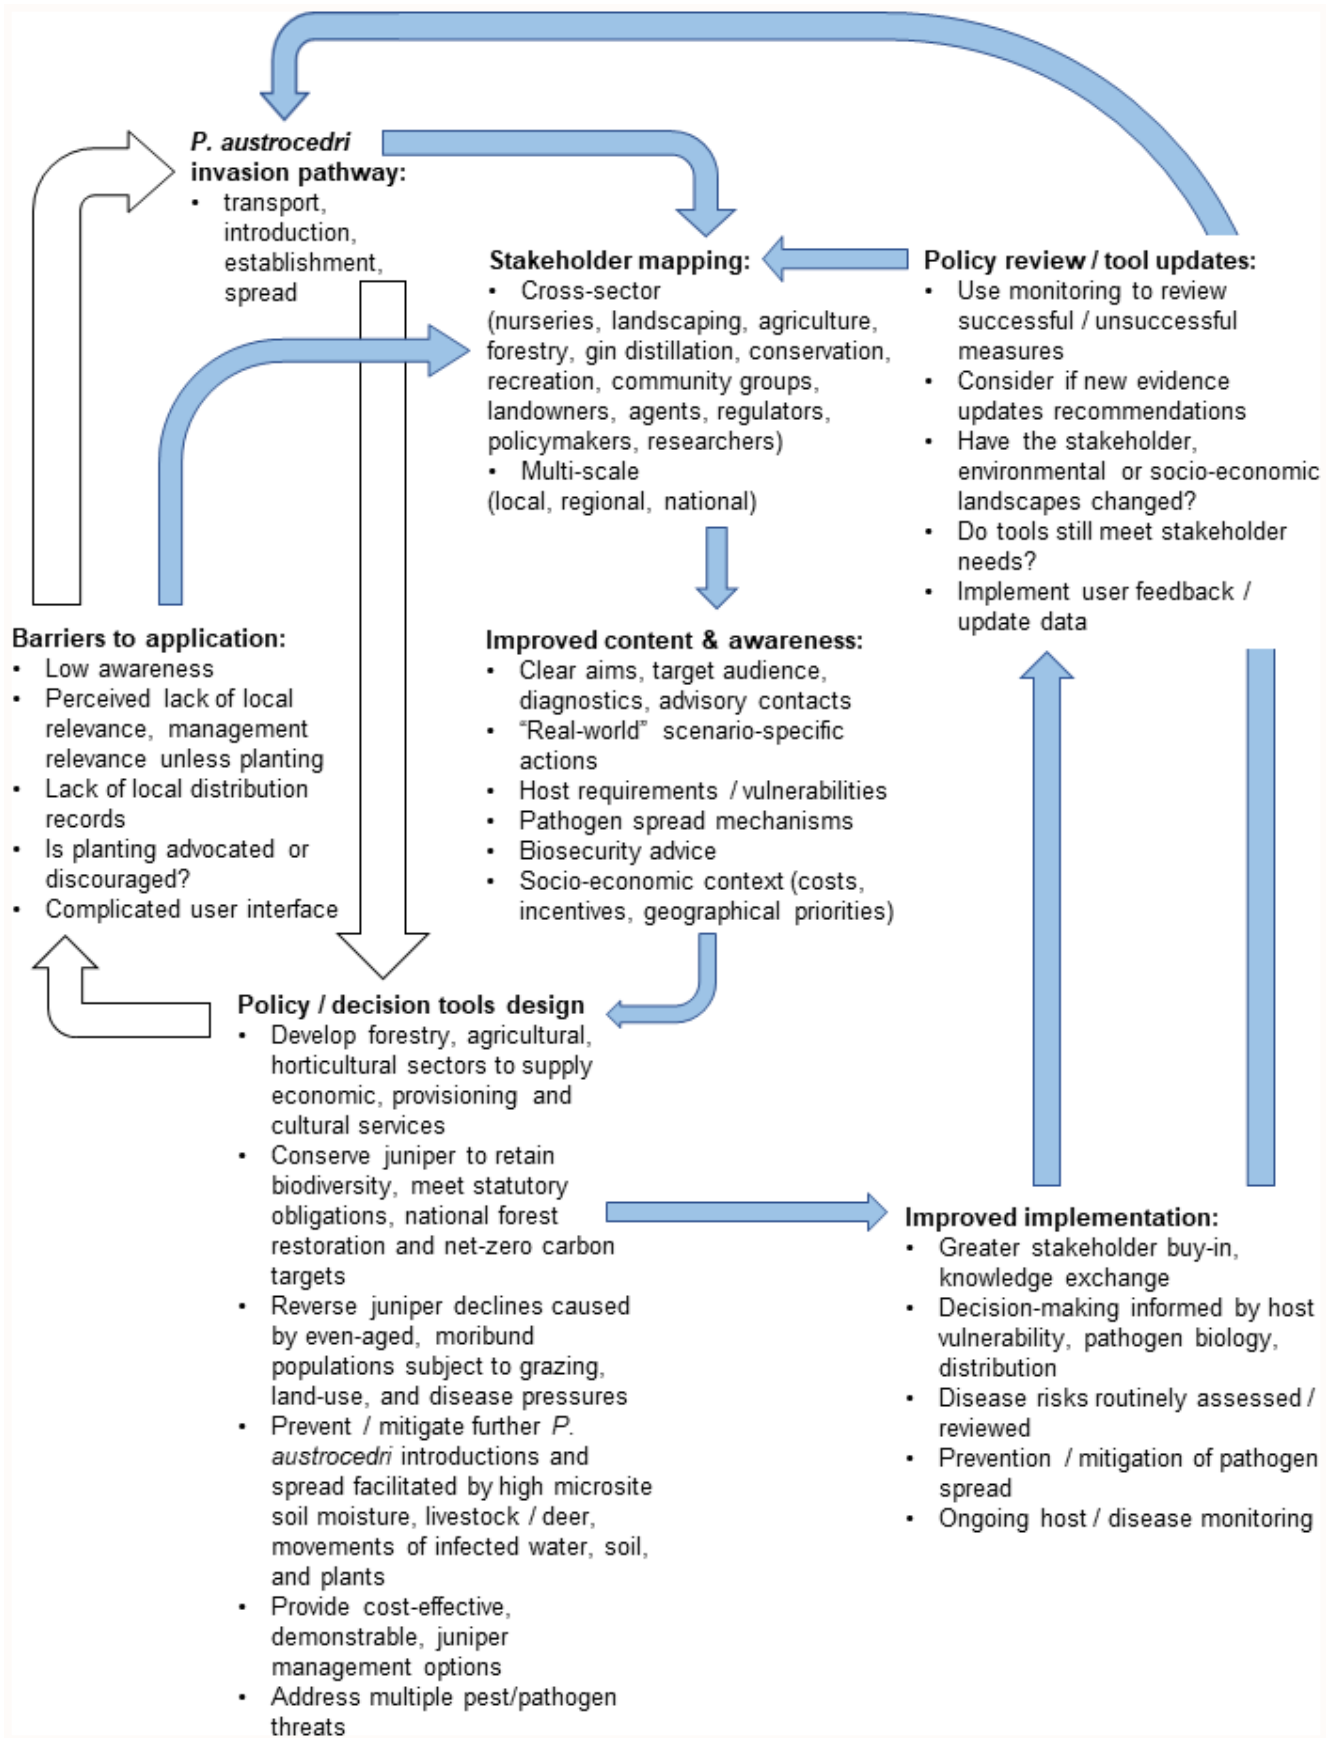 P. austrocedri
invasion pathway:
• transport,
introduction,
establishment,
spread
Stakeholder mapping:
• Cross-sector
(nurseries, landscaping, agriculture,
forestry, gin distillation, conservation,
recreation, community groups,
landowners, agents, regulators,
policymakers, researchers)
• Multi-scale
(local, regional, national)
Policy review / tool updates:
• Use monitoring to review
successful / unsuccessful
measures
• Consider if new evidence
updates recommendations
• Have the stakeholder,
environmental or socio-economic
landscapes changed?
• Do tools still meet stakeholder
needs?
• Implement user feedback /
update data
Barriers to application:
• Low awareness
• Perceived lack of local
relevance, management
relevance unless planting
• Lack of local distribution
records
• Is planting advocated or
discouraged?
• Complicated user interface
Improved content & awareness:
• Clear aims, target audience,
diagnostics, advisory contacts
• “Real-world” scenario-specific
actions
• Host requirements / vulnerabilities
• Pathogen spread mechanisms
• Biosecurity advice
• Socio-economic context (costs,
incentives, geographical priorities)
Policy / decision tools design
• Develop forestry, agricultural,
horticultural sectors to supply
economic, provisioning and
cultural services
• Conserve juniper to retain
biodiversity, meet statutory
obligations, national forest
restoration and net-zero carbon
targets
• Reverse juniper declines caused
by even-aged, moribund
populations subject to grazing,
land-use, and disease pressures
• Prevent / mitigate further P.
austrocedri introductions and
spread facilitated by high microsite
soil moisture, livestock / deer,
movements of infected water, soil,
and plants
• Provide cost-effective,
demonstrable, juniper
management options
• Address multiple pest/pathogen
threats
Improved implementation:
• Greater stakeholder buy-in,
knowledge exchange
• Decision-making informed by host
vulnerability, pathogen biology,
distribution
• Disease risks routinely assessed /
reviewed
• Prevention / mitigation of pathogen
spread
• Ongoing host / disease monitoring